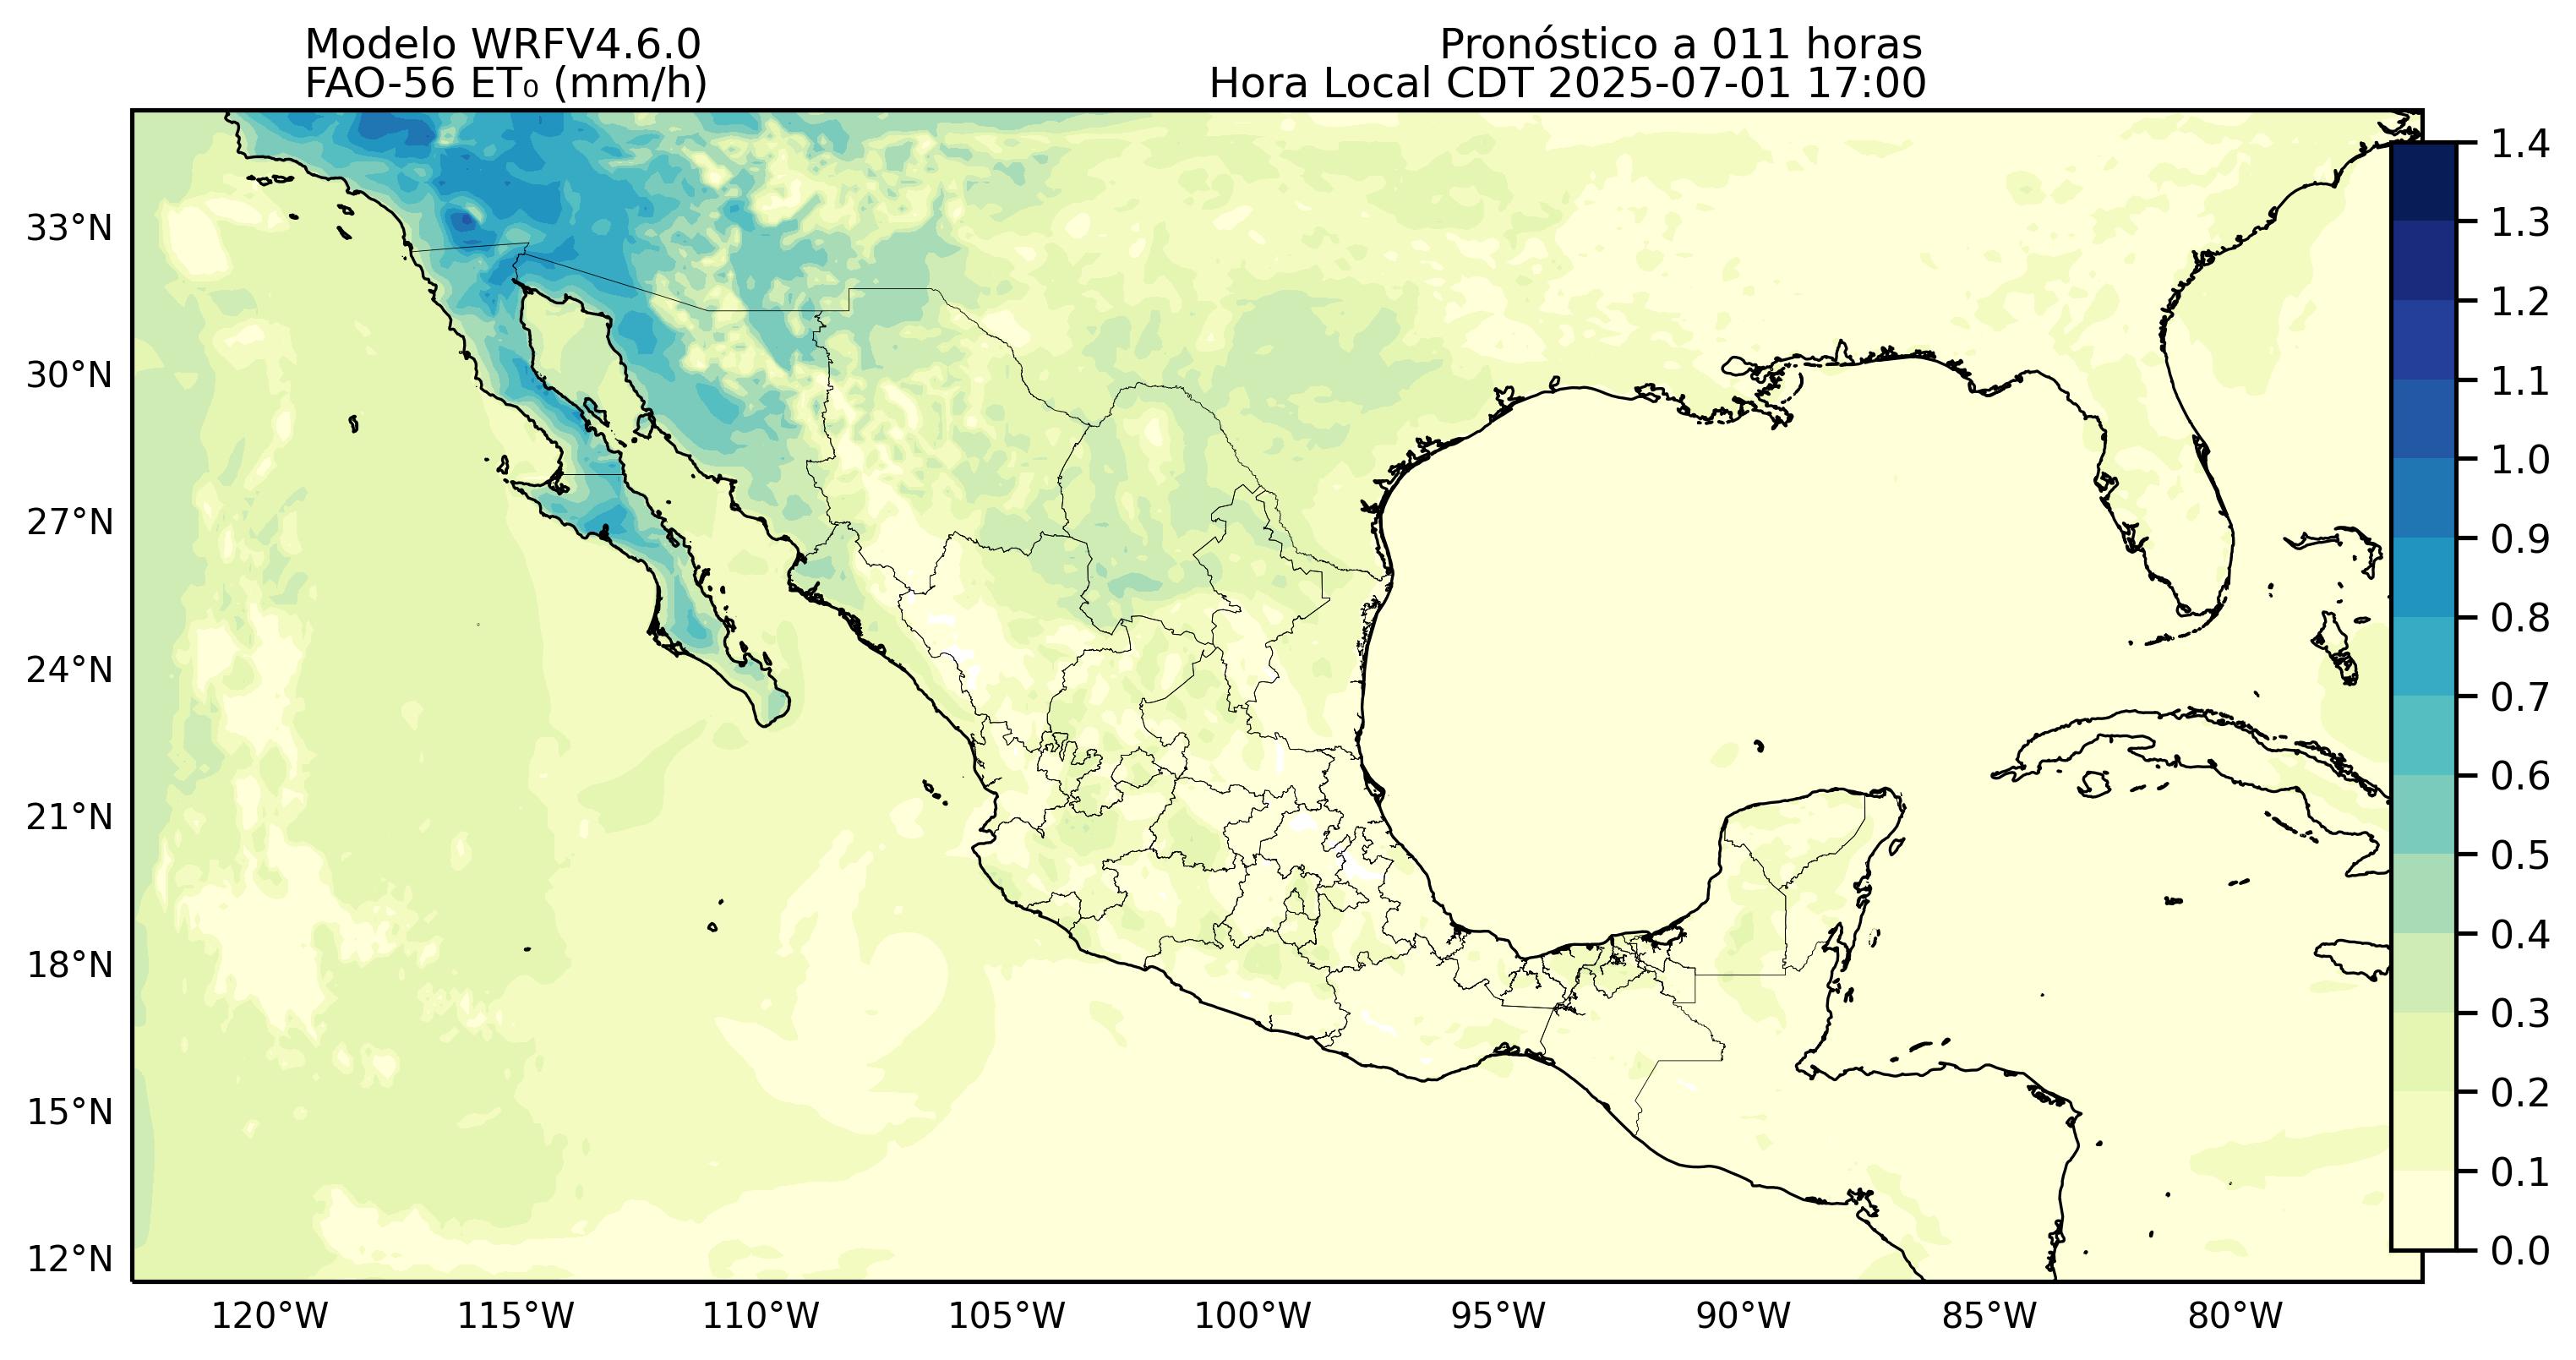 Modelo WRFV4.6.0
FAO-56 ET₀ (mm/h)
Pronóstico a 011 horas
Hora Local CDT 2025-07-01 17:00
33°N
30°N
27°N
24°N
21°N
18°N
15°N
12°N
120°W
115°W
110°W
105°W
100°W
95°W
90°W
85°W
80°W
1.4
1.3
1.2
1.1
1.0
0.9
0.8
0.7
0.6
0.5
0.4
0.3
0.2
0.1
0.0